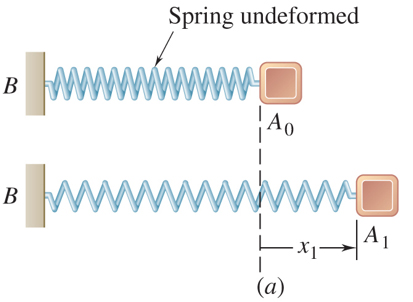 Spring undeformed
B
A₀
B
x₁
A₁
(a)